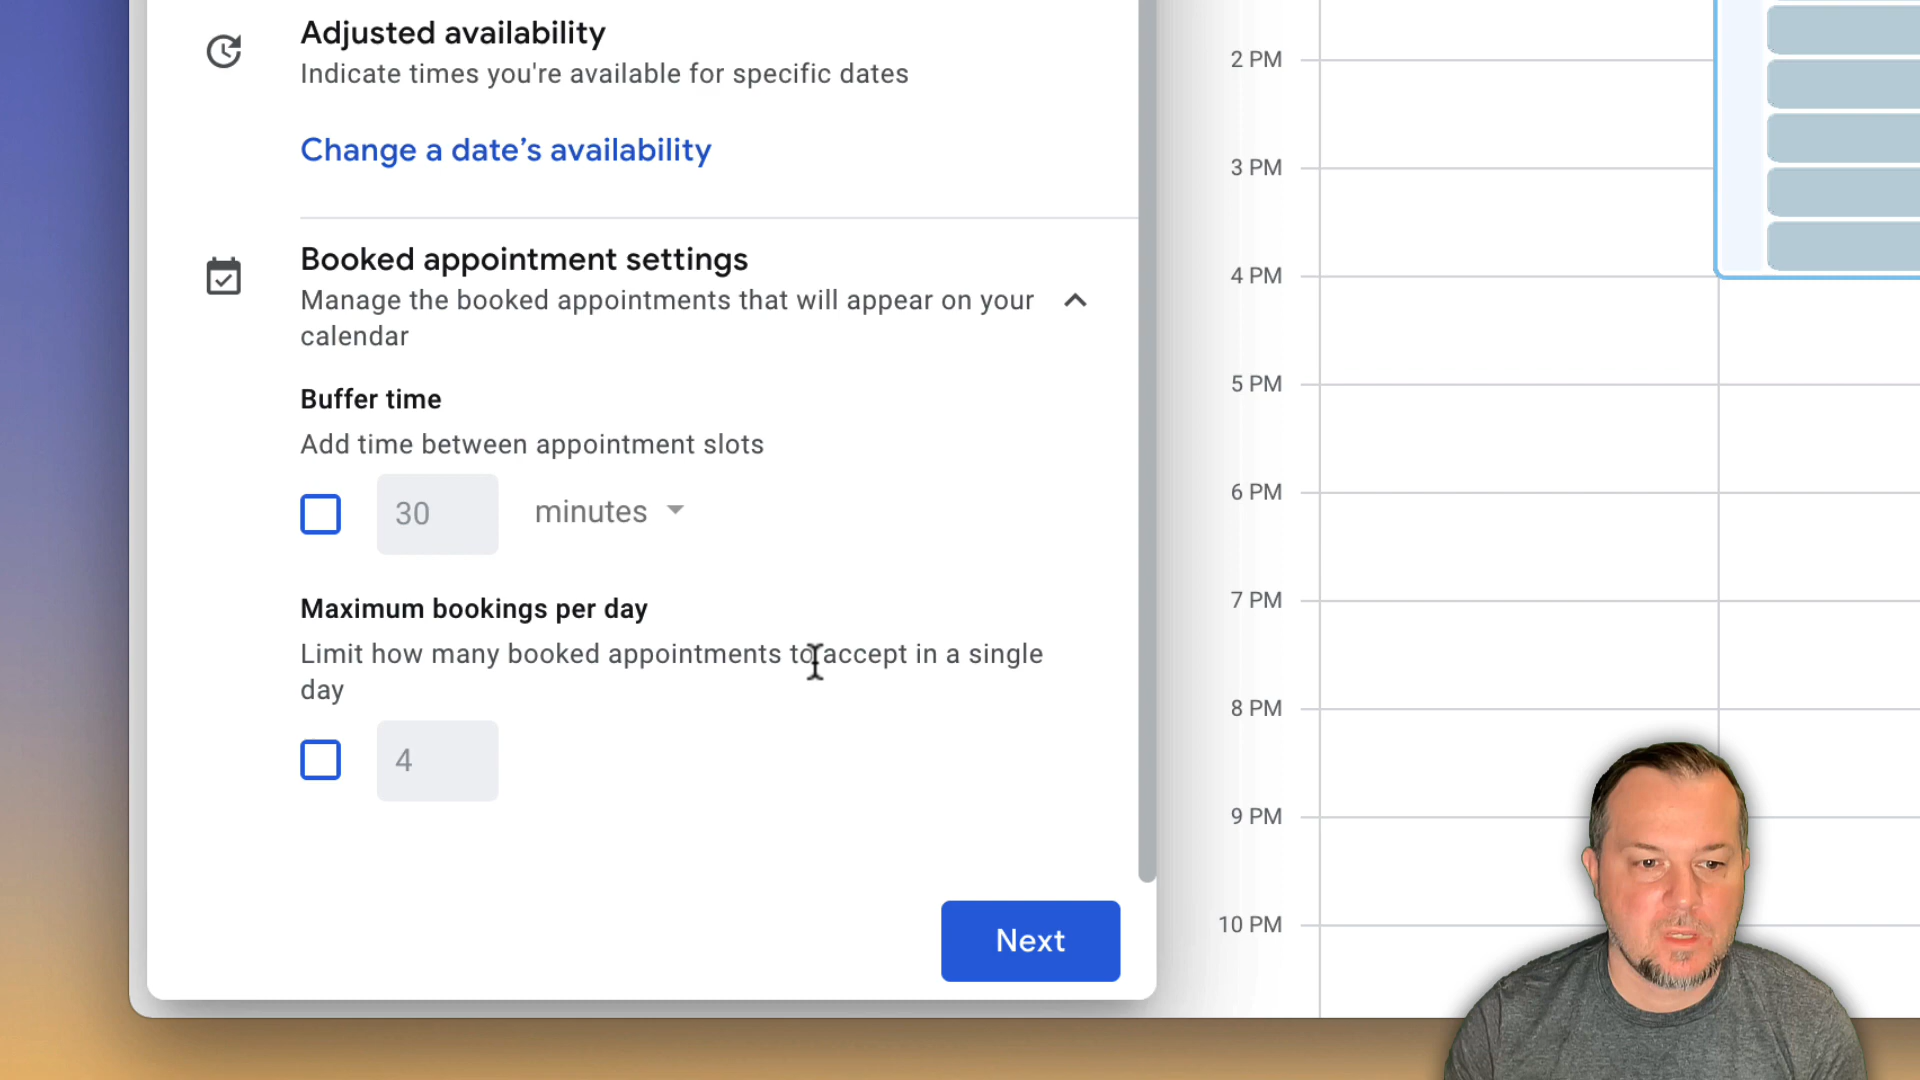 Adjusted availability
Indicate times you're available for specific dates
Change a date’s availability
Booked appointment settings
Manage the booked appointments that will appear on your
calendar
Buffer time
Add time between appointment slots
30 minutes
Maximum bookings per day
Limit how many booked appointments to accept in a single
day
4
Next
2 PM
3 PM
4 PM
5 PM
6 PM
7 PM
8 PM
9 PM
10 PM